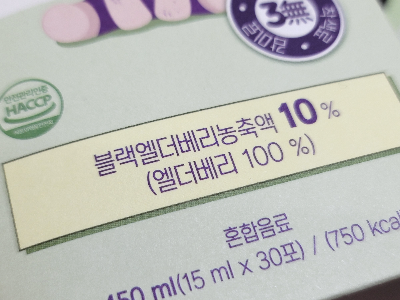 3無
HACCP
블랙엘더베리농축액 10 %
(엘더베리 100 %)
혼합음료
450 ml(15 ml x 30포) / (750 kcal